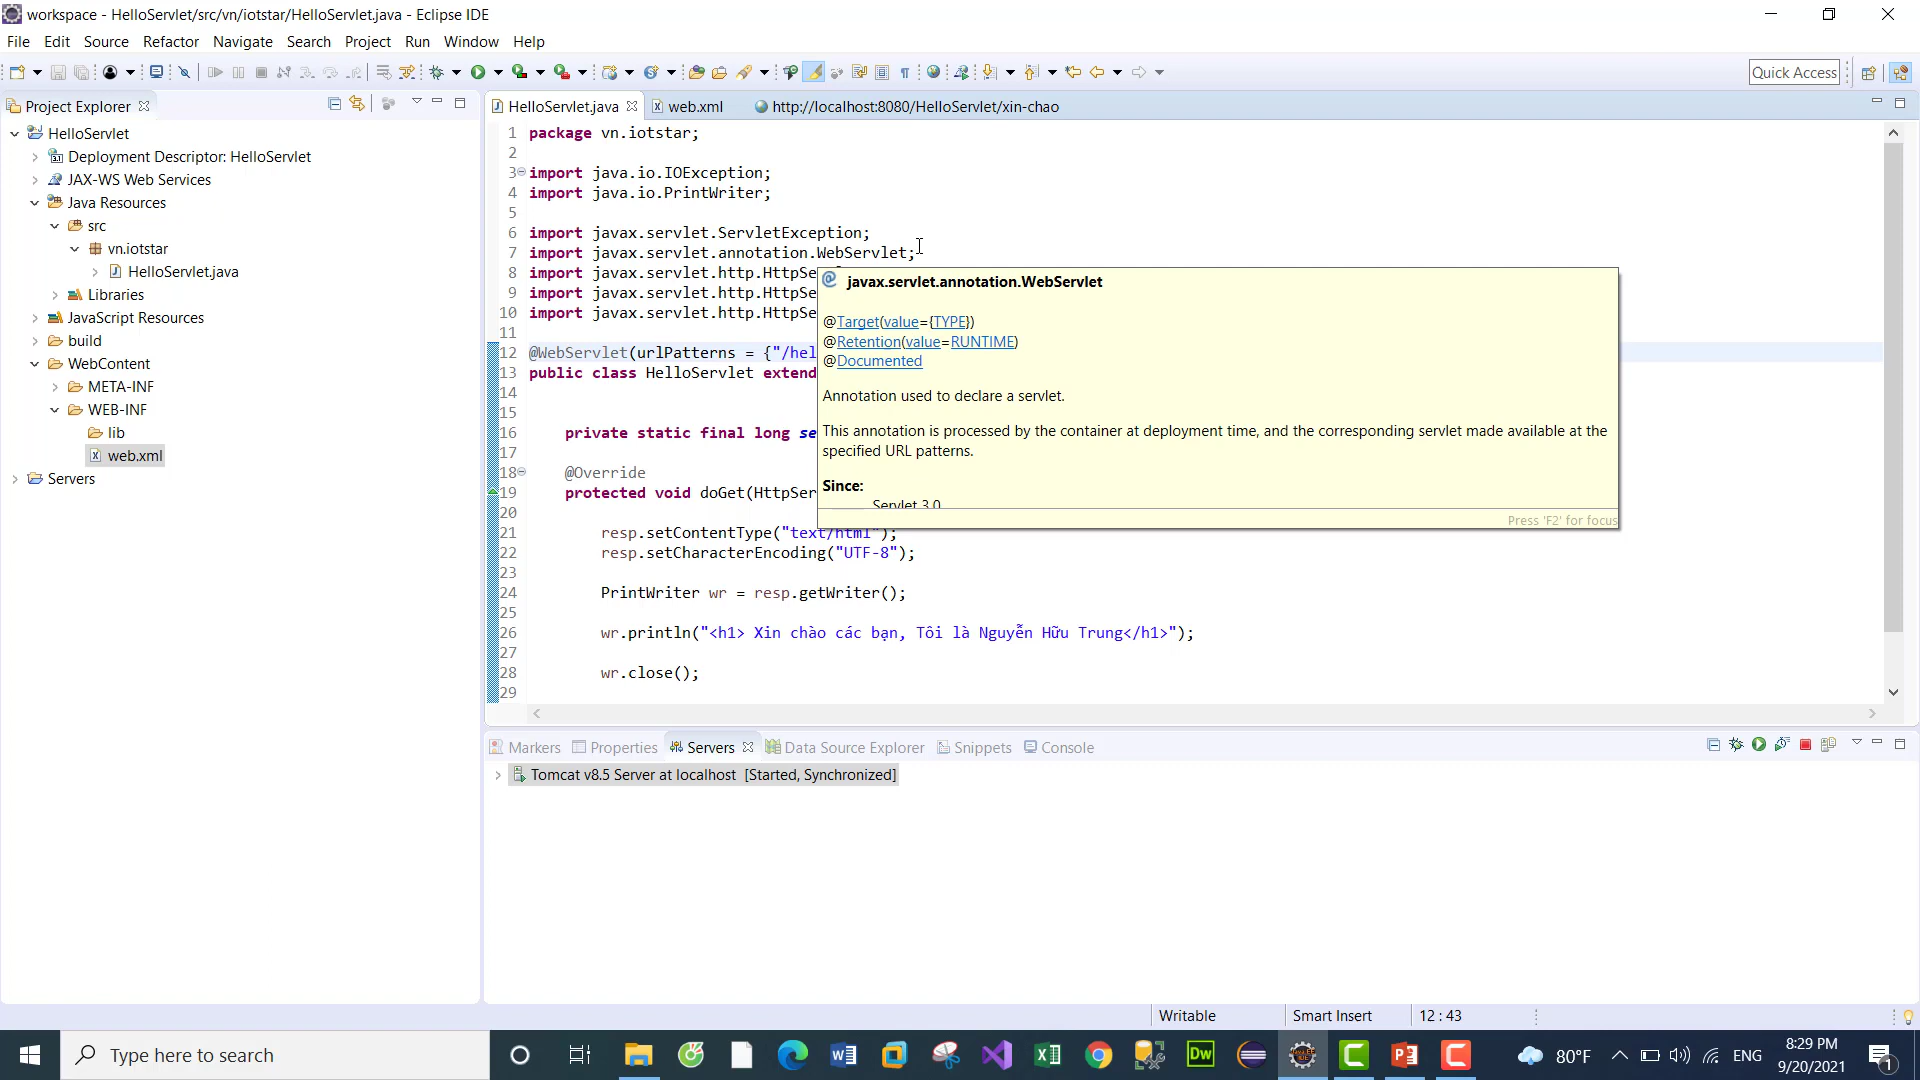 workspace - HelloServlet/src/vn/iotstar/HelloServlet.java - Eclipse IDE
File Edit Source Refactor Navigate Search Project Run Window Help
Quick Access
Project Explorer
HelloServlet.java web.xml http://localhost:8080/HelloServlet/xin-chao
HelloServlet
Deployment Descriptor: HelloServlet
JAX-WS Web Services
Java Resources
src
vn.iotstar
HelloServlet.java
Libraries
JavaScript Resources
build
WebContent
META-INF
WEB-INF
lib
web.xml
Servers
1 package vn.iotstar;
2
3 import java.io.IOException;
4 import java.io.PrintWriter;
5
6 import javax.servlet.ServletException;
7 import javax.servlet.annotation.WebServlet;
8 import javax.servlet.http.HttpSe
9 import javax.servlet.http.HttpSe
10 import javax.servlet.http.HttpSe
11
12 @WebServlet(urlPatterns = {"/hel
13 public class HelloServlet extend
14
15
16 private static final long se
17
18 @Override
19 protected void doGet(HttpSer
20
21 resp.setContentType("text/html");
22 resp.setCharacterEncoding("UTF-8");
23
24 PrintWriter wr = resp.getWriter();
25
26 wr.println("<h1> Xin chào các bạn, Tôi là Nguyễn Hữu Trung</h1>");
27
28 wr.close();
29
javax.servlet.annotation.WebServlet
@Target(value={TYPE})
@Retention(value=RUNTIME)
@Documented
Annotation used to declare a servlet.
This annotation is processed by the container at deployment time, and the corresponding servlet made available at the
specified URL patterns.
Since:
Servlet 3.0
Press 'F2' for focus
Markers Properties Servers Data Source Explorer Snippets Console
Tomcat v8.5 Server at localhost [Started, Synchronized]
Writable Smart Insert 12 : 43
Type here to search
80°F ENG
8:29 PM
9/20/2021
1